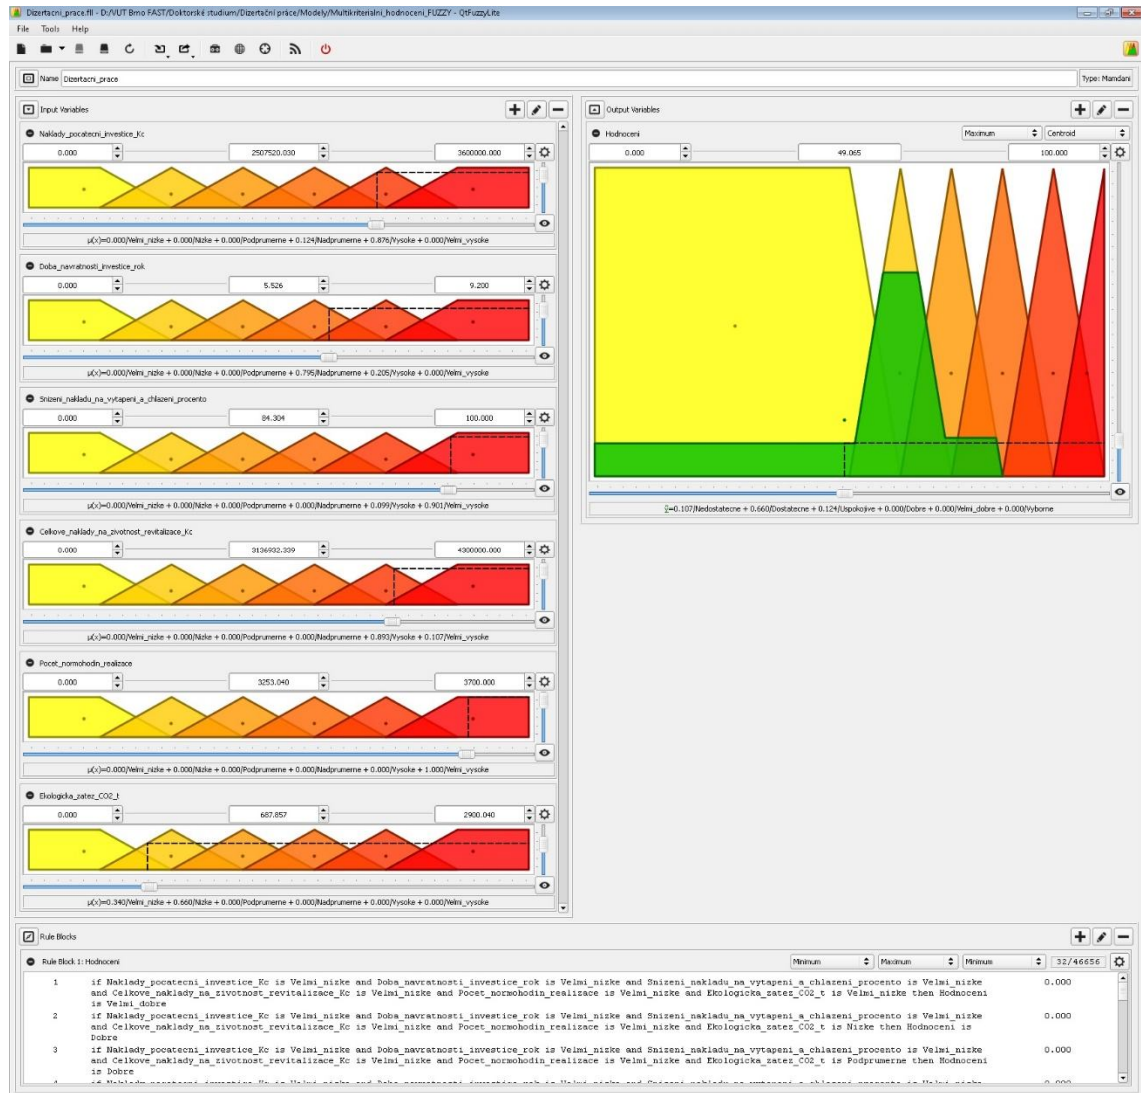 Dizertacni_prace.fll - D:/VUT Brno FAST/Doktorské studium/Dizertační práce/Modely/Multikriterialni_hodnoceni_FUZZY - QtFuzzyLite
File Tools Help
Name Dizertacni_prace Type: Mamdani
Input Variables
Naklady_pocatecni_investice_Kc
0.000 2507520.030 3600000.000
μ(x)=0.000/Velmi_nizke + 0.000/Nizke + 0.000/Podprumerne + 0.124/Nadprumerne + 0.876/Vysoke + 0.000/Velmi_vysoke
Doba_navratnosti_investice_rok
0.000 5.526 9.200
μ(x)=0.000/Velmi_nizke + 0.000/Nizke + 0.000/Podprumerne + 0.795/Nadprumerne + 0.205/Vysoke + 0.000/Velmi_vysoke
Snizeni_nakladu_na_vytapeni_a_chlazeni_procento
0.000 84.304 100.000
μ(x)=0.000/Velmi_nizke + 0.000/Nizke + 0.000/Podprumerne + 0.000/Nadprumerne + 0.099/Vysoke + 0.901/Velmi_vysoke
Celkove_naklady_na_zivotnost_revitalizace_Kc
0.000 3136932.339 4300000.000
μ(x)=0.000/Velmi_nizke + 0.000/Nizke + 0.000/Podprumerne + 0.000/Nadprumerne + 0.893/Vysoke + 0.107/Velmi_vysoke
Pocet_normohodin_realizace
0.000 3253.040 3700.000
μ(x)=0.000/Velmi_nizke + 0.000/Nizke + 0.000/Podprumerne + 0.000/Nadprumerne + 0.000/Vysoke + 1.000/Velmi_vysoke
Ekologicka_zatez_CO2_t
0.000 687.857 2900.040
μ(x)=0.340/Velmi_nizke + 0.660/Nizke + 0.000/Podprumerne + 0.000/Nadprumerne + 0.000/Vysoke + 0.000/Velmi_vysoke
Output Variables
Hodnoceni Maximum Centroid
0.000 49.065 100.000
ỹ=0.107/Nedostatecne + 0.660/Dostatecne + 0.124/Uspokojive + 0.000/Dobre + 0.000/Velmi_dobre + 0.000/Vyborne
Rule Blocks
Rule Block 1: Hodnoceni Minimum Maximum Minimum 32/46656
1 if Naklady_pocatecni_investice_Kc is Velmi_nizke and Doba_navratnosti_investice_rok is Velmi_nizke and Snizeni_nakladu_na_vytapeni_a_chlazeni_procento is Velmi_nizke 0.000
and Celkove_naklady_na_zivotnost_revitalizace_Kc is Velmi_nizke and Pocet_normohodin_realizace is Velmi_nizke and Ekologicka_zatez_CO2_t is Velmi_nizke then Hodnoceni
is Velmi_dobre
2 if Naklady_pocatecni_investice_Kc is Velmi_nizke and Doba_navratnosti_investice_rok is Velmi_nizke and Snizeni_nakladu_na_vytapeni_a_chlazeni_procento is Velmi_nizke 0.000
and Celkove_naklady_na_zivotnost_revitalizace_Kc is Velmi_nizke and Pocet_normohodin_realizace is Velmi_nizke and Ekologicka_zatez_CO2_t is Nizke then Hodnoceni is
Dobre
3 if Naklady_pocatecni_investice_Kc is Velmi_nizke and Doba_navratnosti_investice_rok is Velmi_nizke and Snizeni_nakladu_na_vytapeni_a_chlazeni_procento is Velmi_nizke 0.000
and Celkove_naklady_na_zivotnost_revitalizace_Kc is Velmi_nizke and Pocet_normohodin_realizace is Velmi_nizke and Ekologicka_zatez_CO2_t is Podprumerne then Hodnoceni
is Dobre